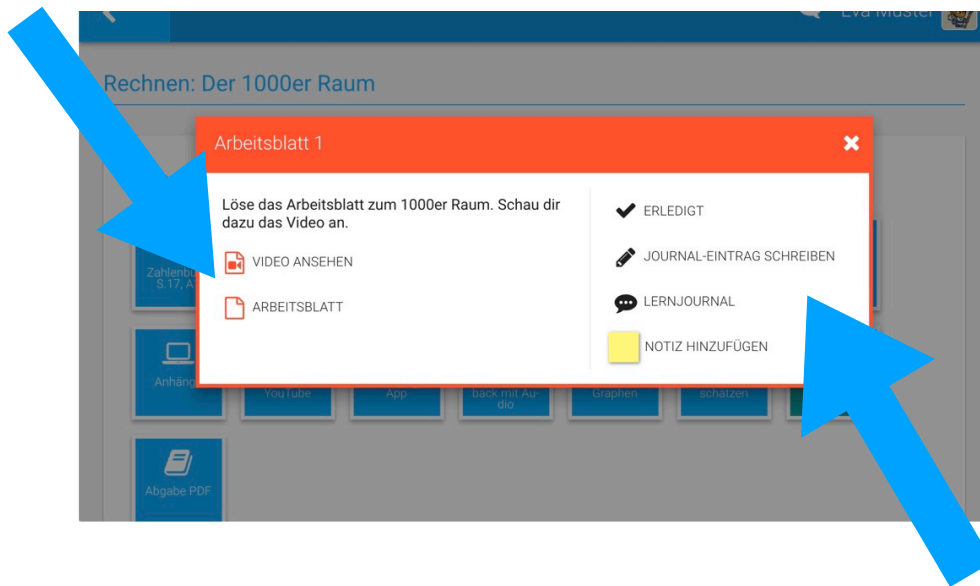 Eva Muster
Rechnen: Der 1000er Raum
Arbeitsblatt 1
Löse das Arbeitsblatt zum 1000er Raum. Schau dir
dazu das Video an.
VIDEO ANSEHEN
ARBEITSBLATT
ERLEDIGT
JOURNAL-EINTRAG SCHREIBEN
LERNJOURNAL
NOTIZ HINZUFÜGEN
S.17, A
YouTube
App
back mit Au-
dio
Graphen
schätzen
Abgabe PDF